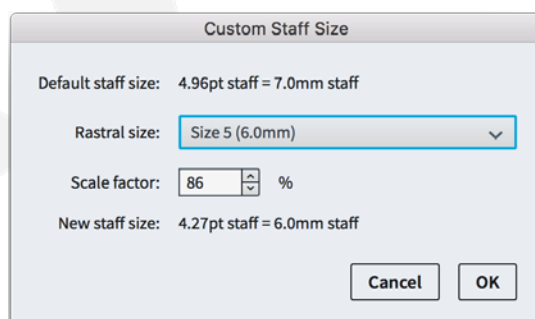 Custom Staff Size
Default staff size: 4.96pt staff = 7.0mm staff
Rastral size: Size 5 (6.0mm)
Scale factor: 86 %
New staff size: 4.27pt staff = 6.0mm staff
Cancel OK